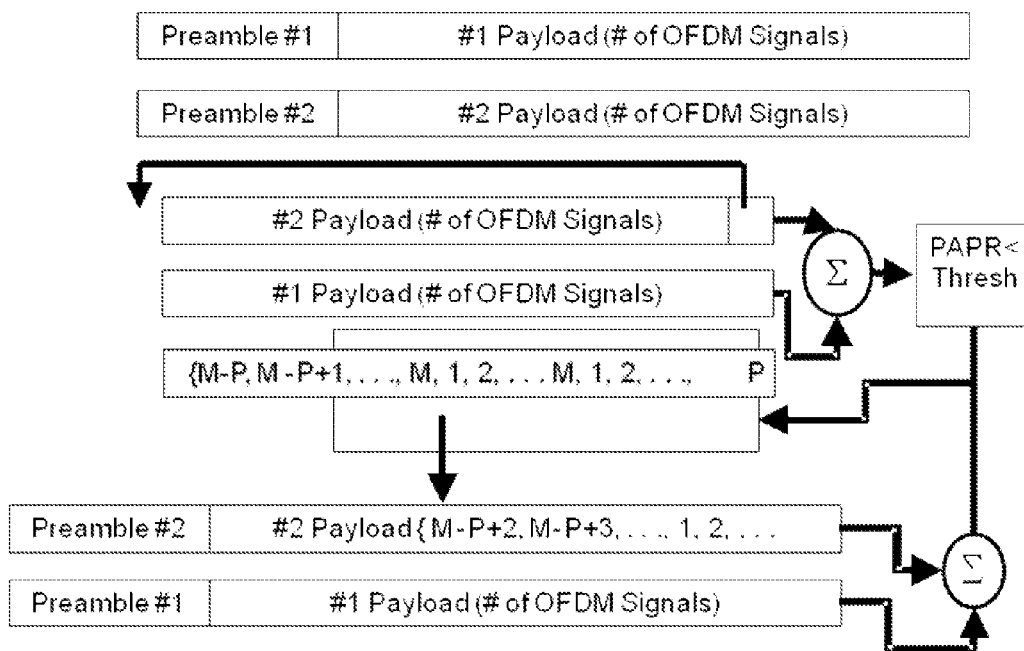 Preamble #1 #1 Payload (# of OFDM Signals)
Preamble #2 #2 Payload (# of OFDM Signals)
#2 Payload (# of OFDM Signals)
Σ
PAPR<
Thresh
#1 Payload (# of OFDM Signals)
{M-P, M-P+1, . . ., M, 1, 2, . . . M, 1, 2, . . ., P
Preamble #2 #2 Payload { M-P+2, M-P+3, . . ., 1, 2, . . .
Σ
Preamble #1 #1 Payload (# of OFDM Signals)